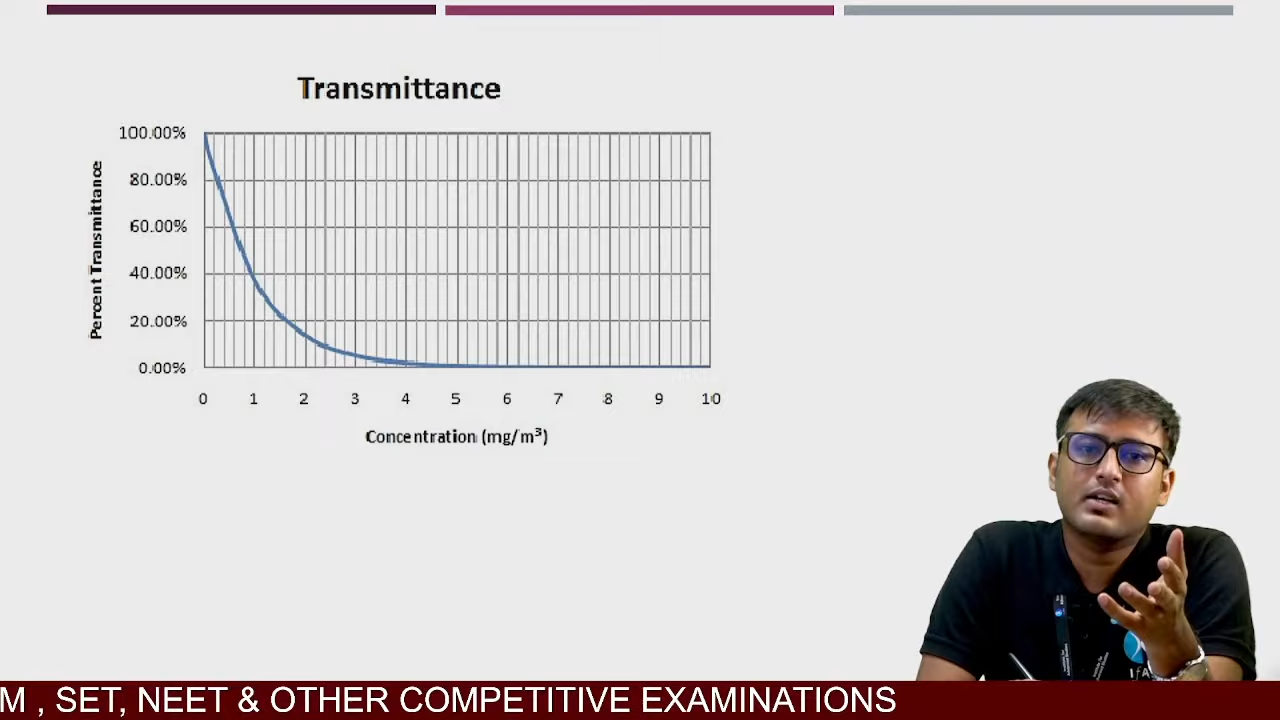 Transmittance
Percent Transmittance
100.00%
80.00%
60.00%
40.00%
20.00%
0.00%
0 1 2 3 4 5 6 7 8 9 10
Concentration (mg/m³)
M , SET, NEET & OTHER COMPETITIVE EXAMINATIONS